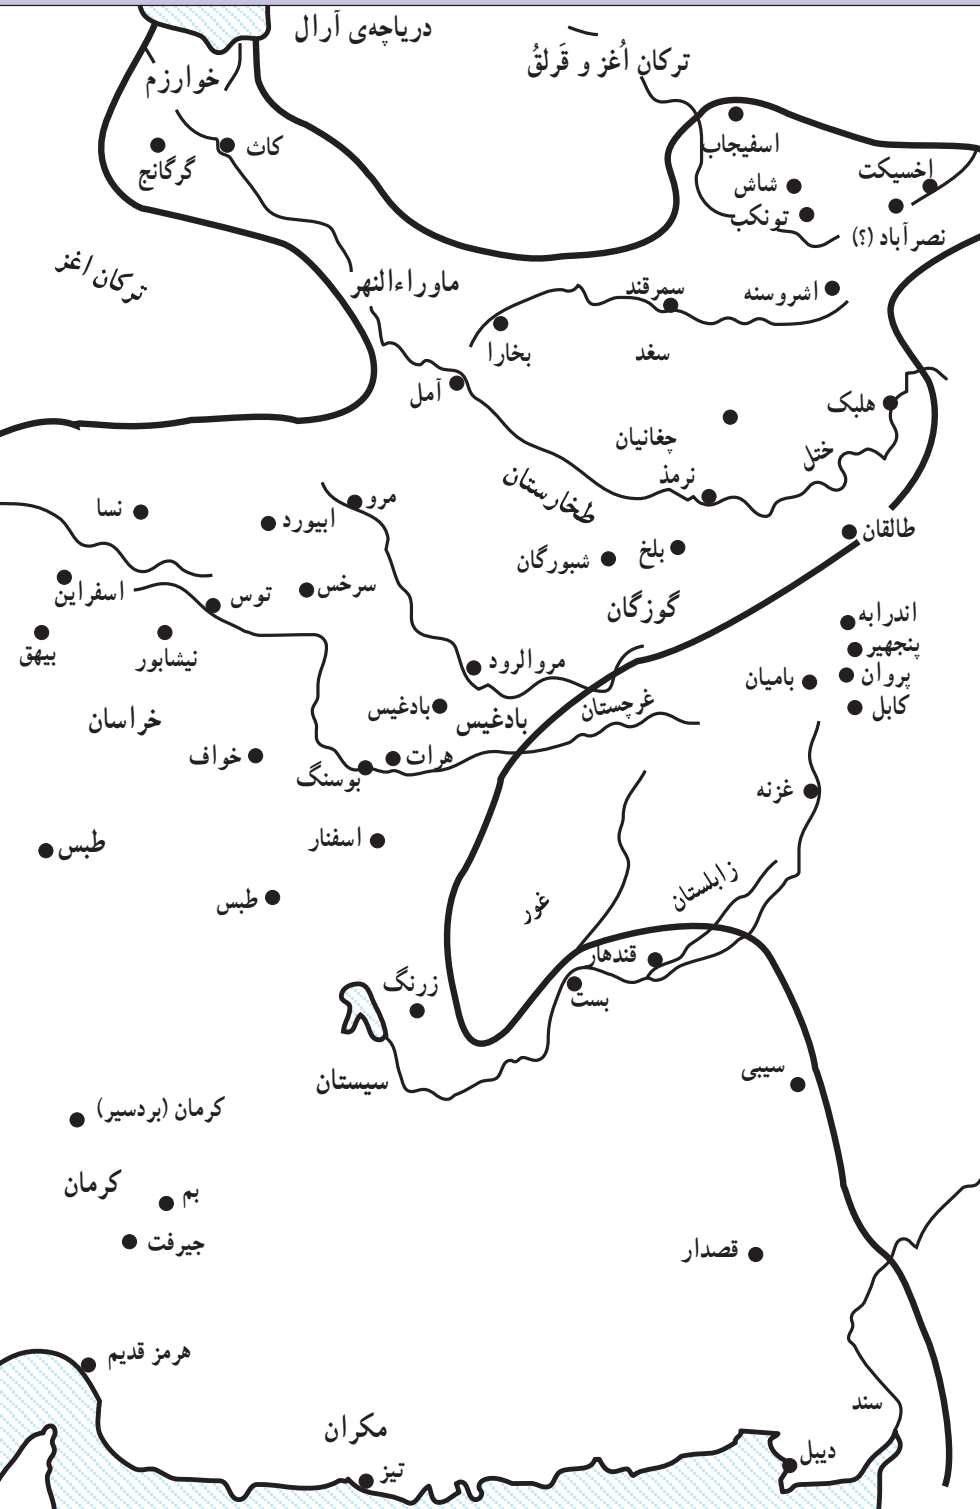 دریاچه‌ی آرال
ترکان اُغز و قَرلقُ
خوارزم
کاث
گرگانج
اسفیجاب
اخسیکت
شاش
تونکب
نصرآباد (؟)
ترکان اغز
ماوراءالنهر
سمرقند
اشروسنه
بخارا
سغد
آمل
هلبک
چغانیان
ختل
نرمذ
طخارستان
مرو
نسا
ابیورد
طالقان
بلخ
شبورگان
سرخس
توس
اسفراین
گوزگان
اندرابه
پنجهیر
پروان
کابل
بامیان
بیهق
نیشابور
مروالرود
غرچستان
بادغیس
بادغیس
خراسان
هرات
خواف
بوسنگ
غزنه
اسفنار
طبس
طبس
زابلستان
غور
قندهار
بست
زرنگ
سیستان
سیبی
کرمان (بردسیر)
کرمان
بم
جیرفت
قصدار
هرمز قدیم
سند
مکران
تیز
دیبل